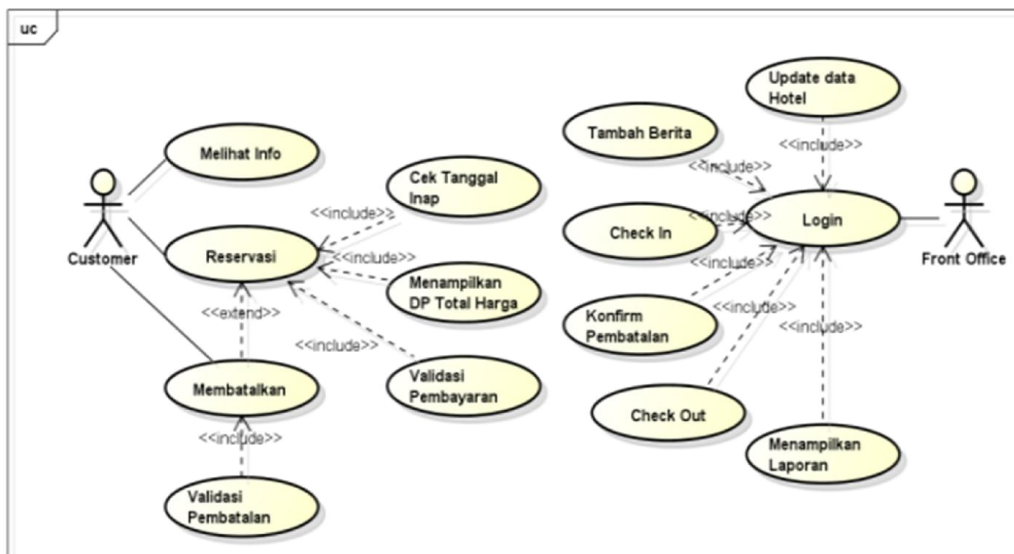 uc
Update data
Hotel
Tambah Berita
<<include>>
<<include>>
Melihat Info
Cek Tanggal
Inap
<<include>>
<<include>>
Login
Check In
Customer
Reservasi
<<include>>
Front Office
Menampilkan
DP Total Harga
<<include>>
Konfirm
Pembatalan
<<include>>
<<extend>>
<<include>>
<<include>>
Membatalkan
Validasi
Pembayaran
Check Out
<<include>>
Menampilkan
Laporan
Validasi
Pembatalan